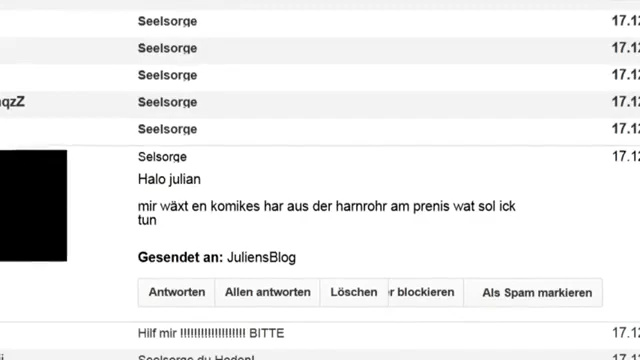 Seelsorge 17.12
Seelsorge 17.12
Seelsorge 17.12
qzZ Seelsorge 17.12
Seelsorge 17.12
Selsorge 17.12
Halo julian
mir wäxt en komikes har aus der harnrohr am prenis wat sol ick
tun
Gesendet an: JuliensBlog
Antworten Allen antworten Löschen r blockieren Als Spam markieren
Hilf mir !!!!!!!!!!!!!!!!!!! BITTE 17.12
Seelsorge du Hoden! 17.12